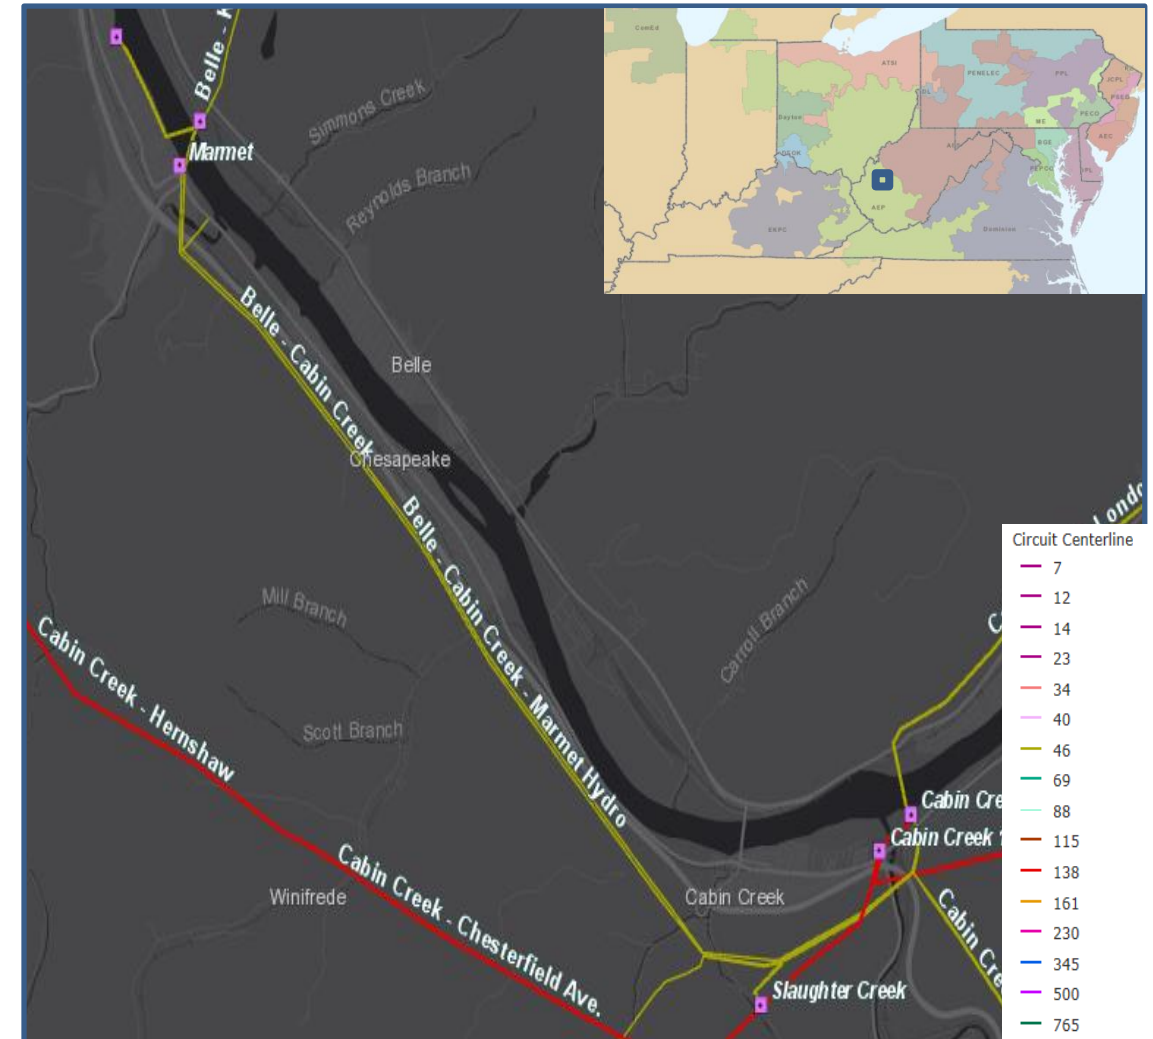 Belle -
Simmons Creek
Marmet
Reynolds Branch
Belle - Cabin Creek
Belle
Chesapeake
Belle - Cabin Creek - Marmet Hydro
Mill Branch
Carroll Branch
Cabin Creek - Hernshaw
Scott Branch
Cabin Creek - Chesterfield Ave.
Winifrede
Cabin Creek
Cabin Cre
Cabin Creek
Cabin Cre
Slaughter Creek
Londo
C
ComEd
ATSI
PENELEC
PPL
JCPL
PSEG
Dayton
ME
PECO
AEC
BGE
AEP
EKPC
Dominion
Circuit Centerline
7
12
14
23
34
40
46
69
88
115
138
161
230
345
500
765